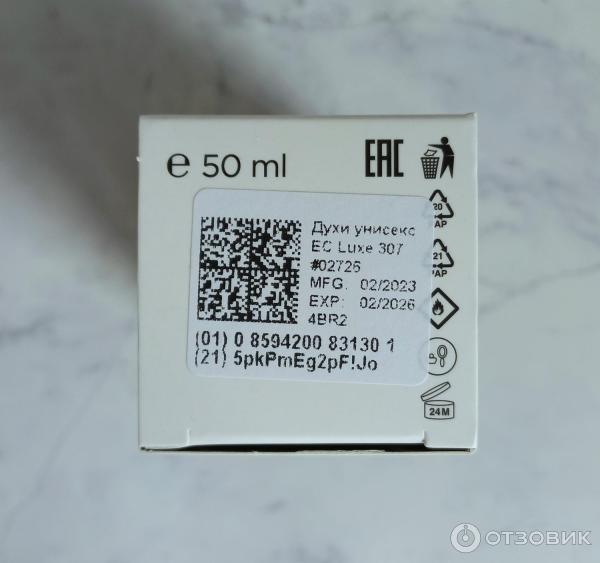 ℮ 50 ml
EAC
Духи унисекс
EC Luxe 307
#02726
MFG: 02/2023
EXP: 02/2026
4BR2
(01) 0 8594200 83130 1
(21) 5pkPmEg2pF!Jo
20
PAP
21
PAP
24M
ОТЗОВИК